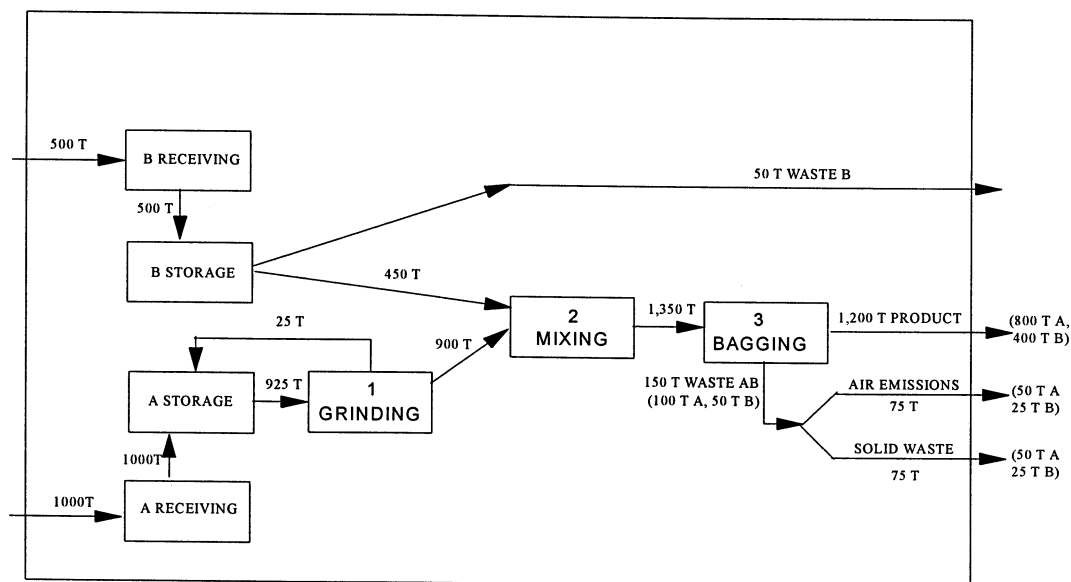 500 T
B RECEIVING
50 T WASTE B
500 T
B STORAGE
450 T
25 T
2
MIXING
1,350 T
3
BAGGING
1,200 T PRODUCT
(800 T A,
400 T B)
900 T
A STORAGE
925 T
1
GRINDING
150 T WASTE AB
(100 T A, 50 T B)
AIR EMISSIONS
75 T
(50 T A
25 T B)
SOLID WASTE
75 T
(50 T A
25 T B)
1000T
1000T
A RECEIVING